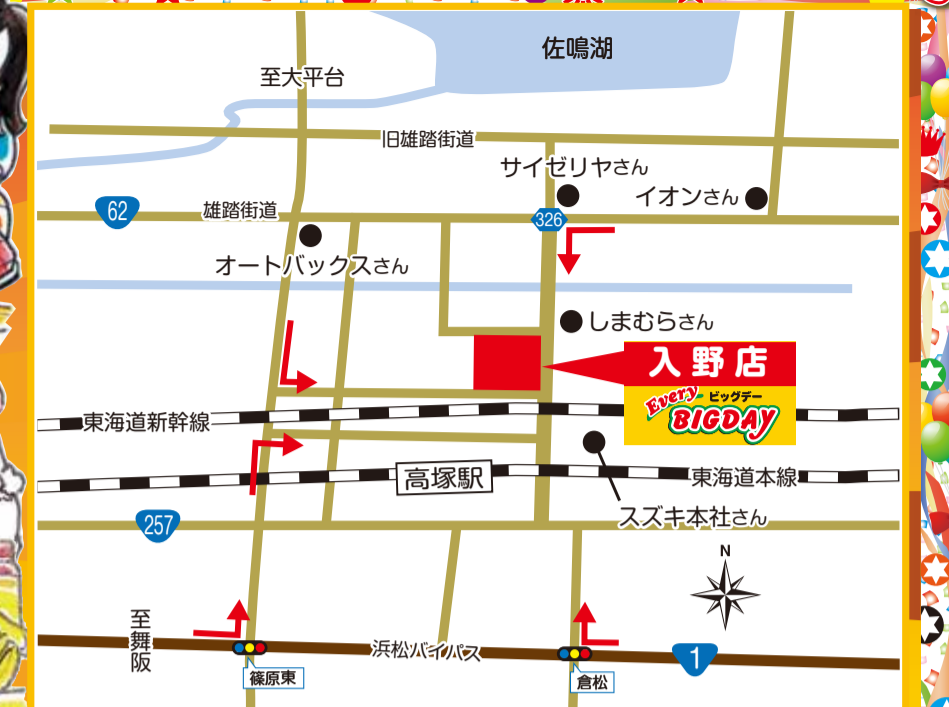 佐鳴湖
至大平台
旧雄踏街道
サイゼリヤさん
イオンさん
62
雄踏街道
326
オートバックスさん
しまむらさん
入野店
Every ビッグデー
BIGDAY
東海道新幹線
高塚駅
東海道本線
257
スズキ本社さん
N
至舞阪
浜松バイパス
1
篠原東
倉松